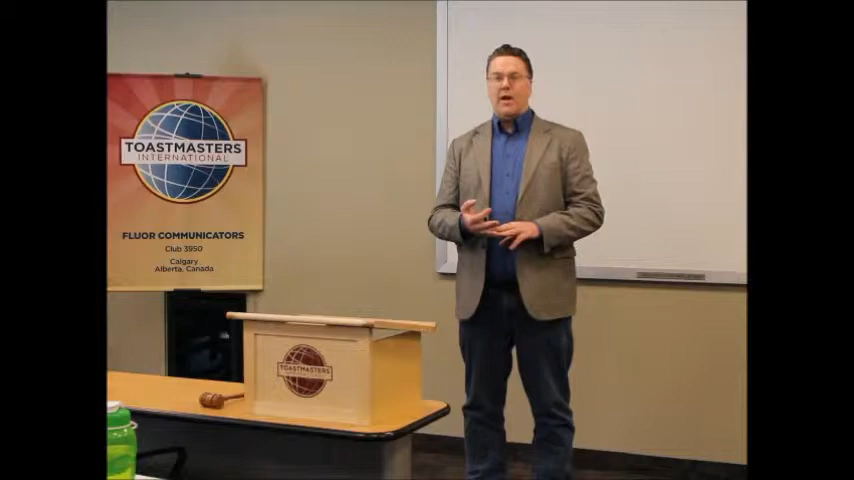 TOASTMASTERS
INTERNATIONAL
FLUOR COMMUNICATORS
Club 3950
Calgary
Alberta, Canada
TOASTMASTERS